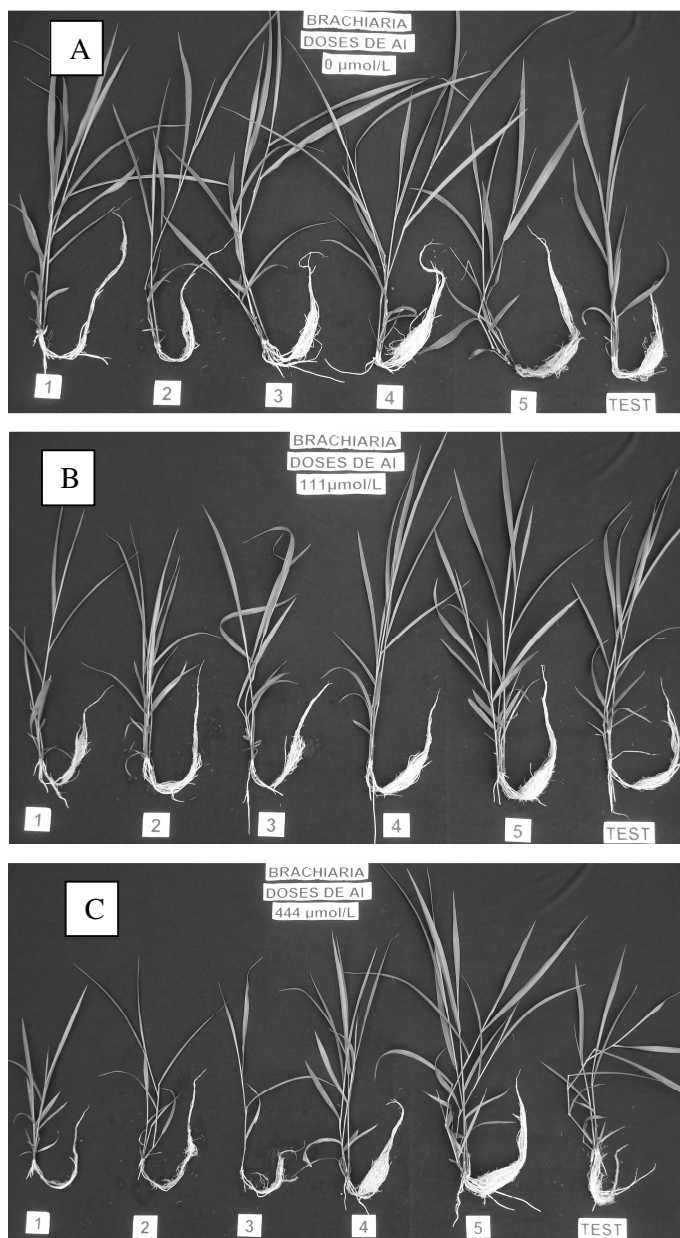 A
BRACHIARIA
DOSES DE Al
0 µmol/L
1
2
3
4
5
TEST
B
BRACHIARIA
DOSES DE Al
111µmol/L
1
2
3
4
5
TEST
C
BRACHIARIA
DOSES DE Al
444 µmol/L
1
2
3
4
5
TEST